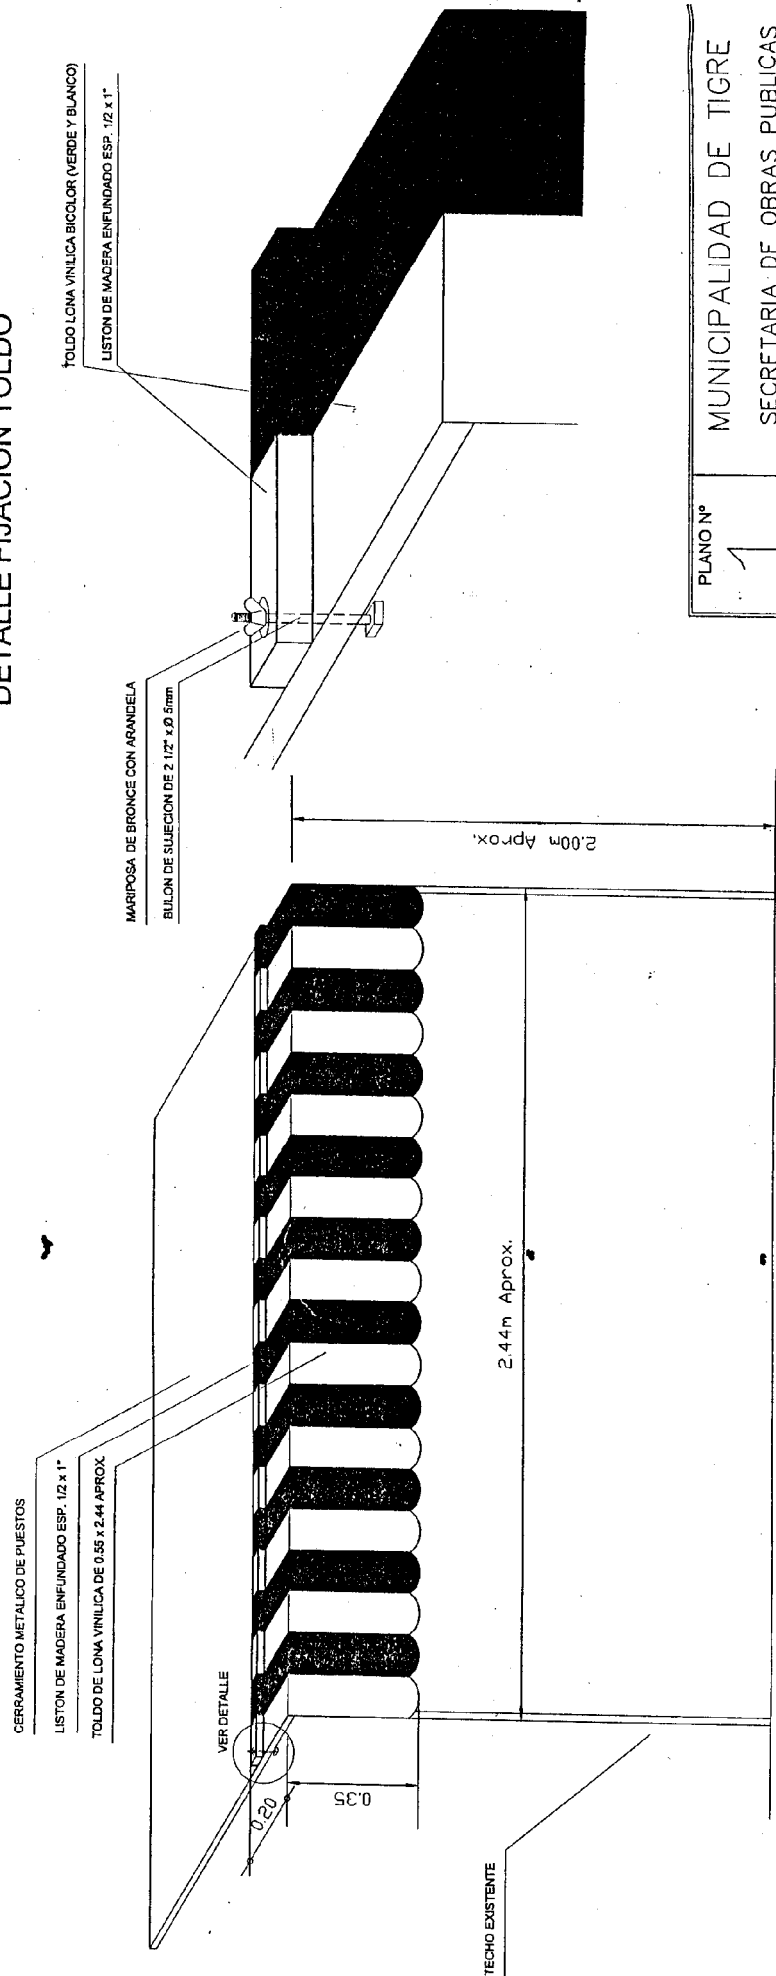 DETALLE FIJACION TOLDO
TOLDO LONA VINILICA BICOLOR (VERDE Y BLANCO)
LISTON DE MADERA ENFUNDADO ESP. 1/2 x 1"
MARIPOSA DE BRONCE CON ARANDELA
BULON DE SUJECION DE 2 1/2" x Ø 5mm
CERRAMIENTO METALICO DE PUESTOS
LISTON DE MADERA ENFUNDADO ESP. 1/2 x 1"
TOLDO DE LONA VINILICA DE 0.55 x 2.44 APROX.
VER DETALLE
0.20
0.35
2.44m Aprox.
2.00m Aprox.
TECHO EXISTENTE
PLANO Nº
1
MUNICIPALIDAD DE TIGRE
SECRETARIA DE OBRAS PUBLICAS